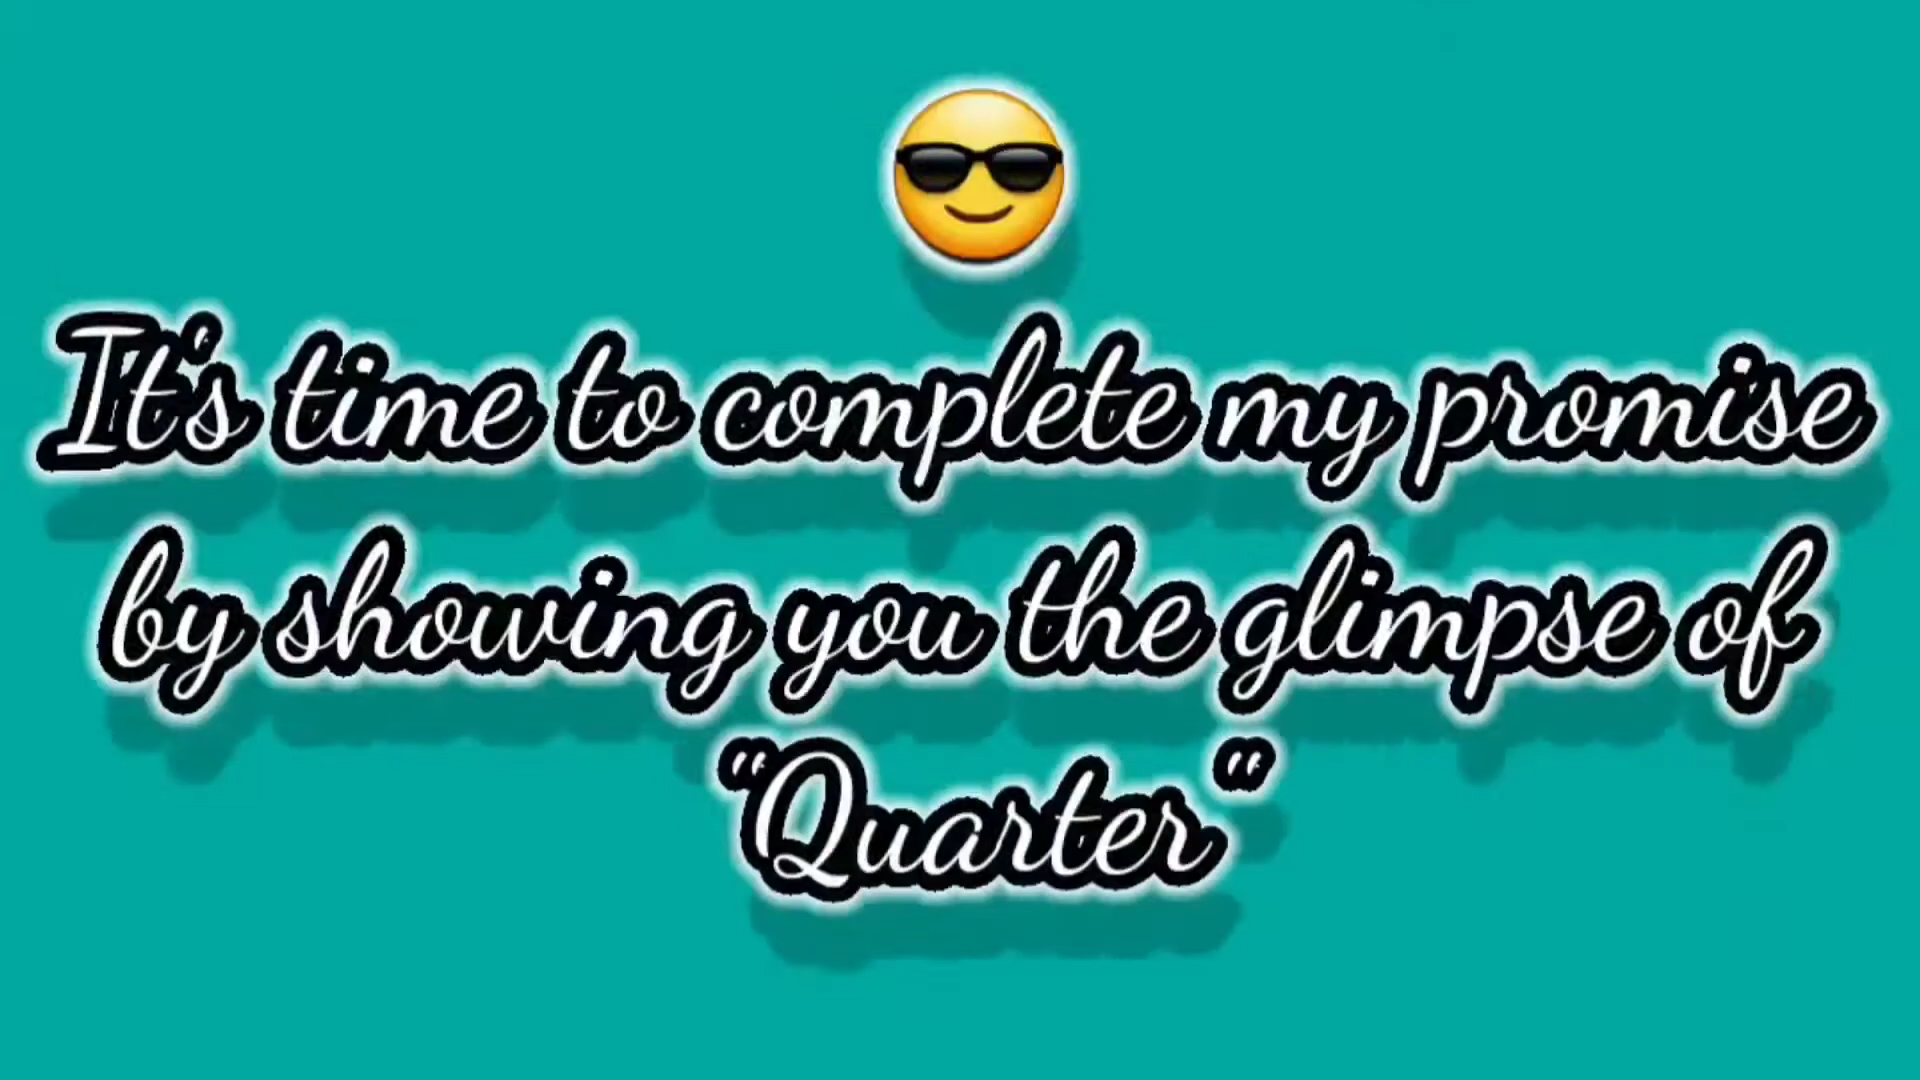 It's time to complete my promise
by showing you the glimpse of
“Quarter“